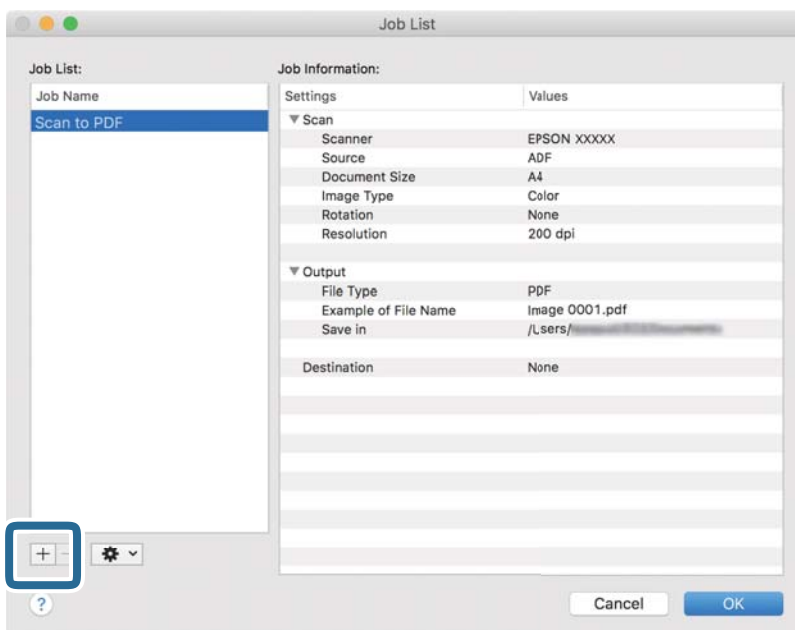 Job List
Job List:
Job Information:
Job Name
Scan to PDF
Settings Values
Scan
Scanner EPSON XXXXX
Source ADF
Document Size A4
Image Type Color
Rotation None
Resolution 200 dpi
Output
File Type PDF
Example of File Name Image 0001.pdf
Save in /Users/
Destination None
+ -
?
Cancel OK